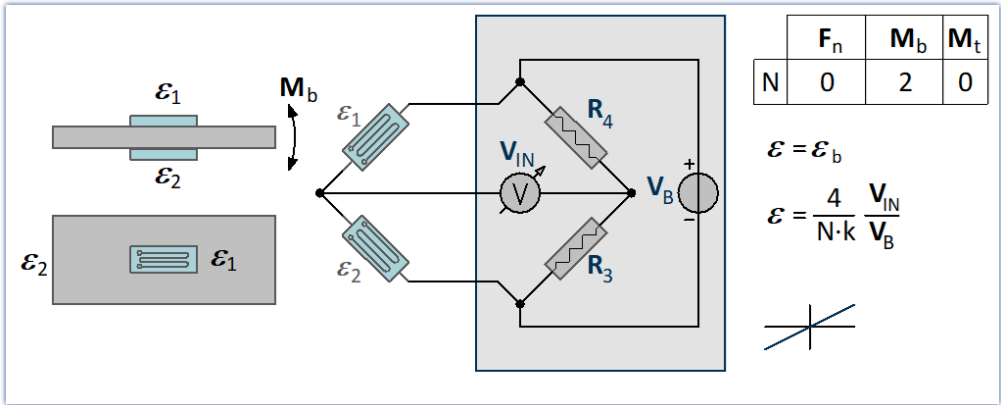 ε1
Mb
ε2
ε2
ε1
ε1
ε2
VIN
V
R4
R3
VB
+
−
Fn Mb Mt
N 0 2 0
ε = εb
ε = 4/(N·k) VIN/VB